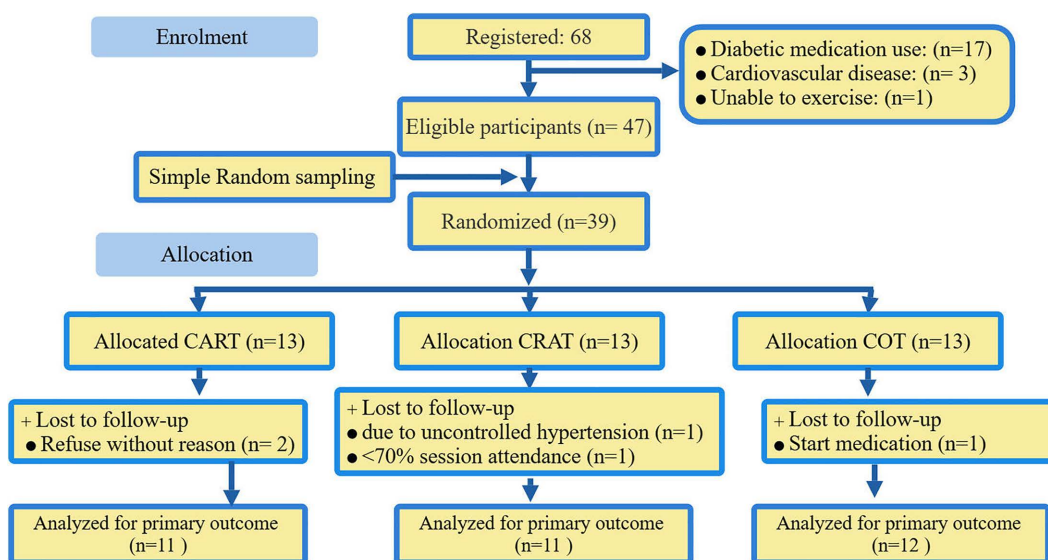 Enrolment
Registered: 68
● Diabetic medication use: (n=17)
● Cardiovascular disease: (n= 3)
● Unable to exercise: (n=1)
Eligible participants (n= 47)
Simple Random sampling
Randomized (n=39)
Allocation
Allocated CART (n=13)
Allocation CRAT (n=13)
Allocation COT (n=13)
+ Lost to follow-up
● Refuse without reason (n= 2)
+ Lost to follow-up
● due to uncontrolled hypertension (n=1)
● <70% session attendance (n=1)
+ Lost to follow-up
● Start medication (n=1)
Analyzed for primary outcome
(n=11 )
Analyzed for primary outcome
(n=11 )
Analyzed for primary outcome
(n=12 )